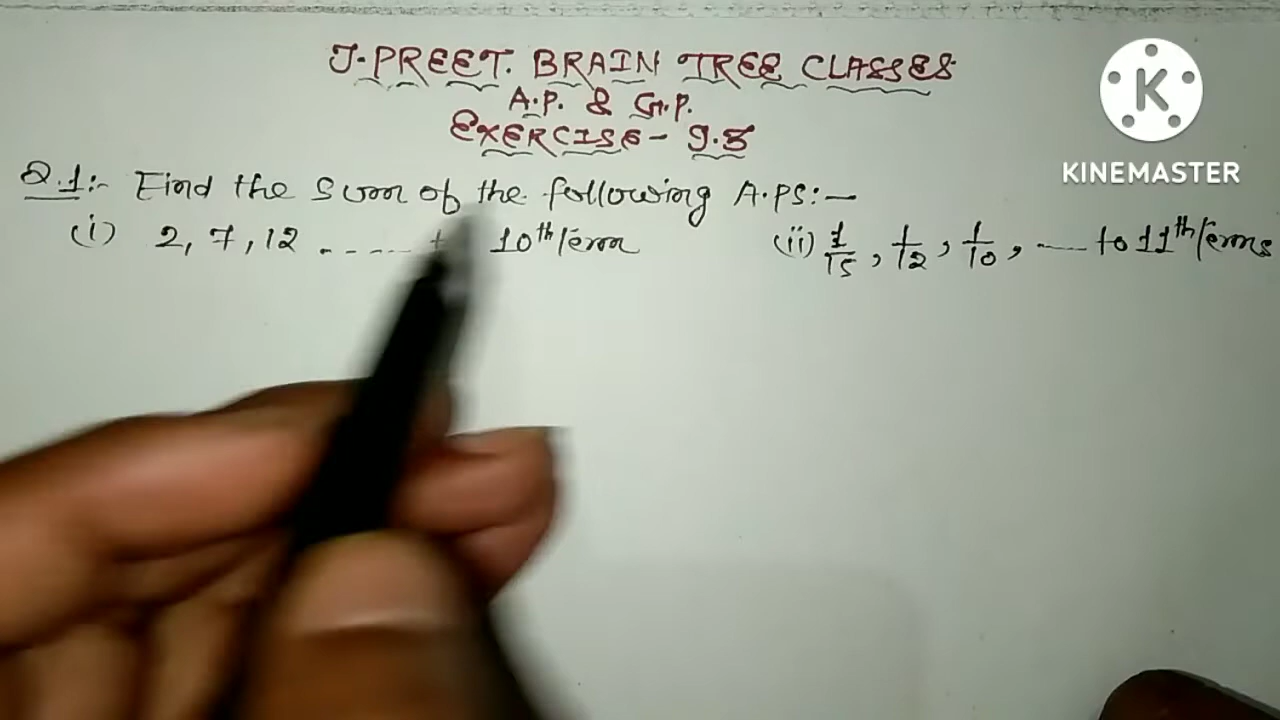 J.PREET. BRAIN TREE CLASSES
A.P. & G.P.
EXERCISE - 9.3
KINEMASTER
Q.1:- Find the Sum of the following A.PS:-
(i) 2, 7, 12 ..... 10th term (ii) 1/15, 1/12, 1/10, ---- to 11th terms